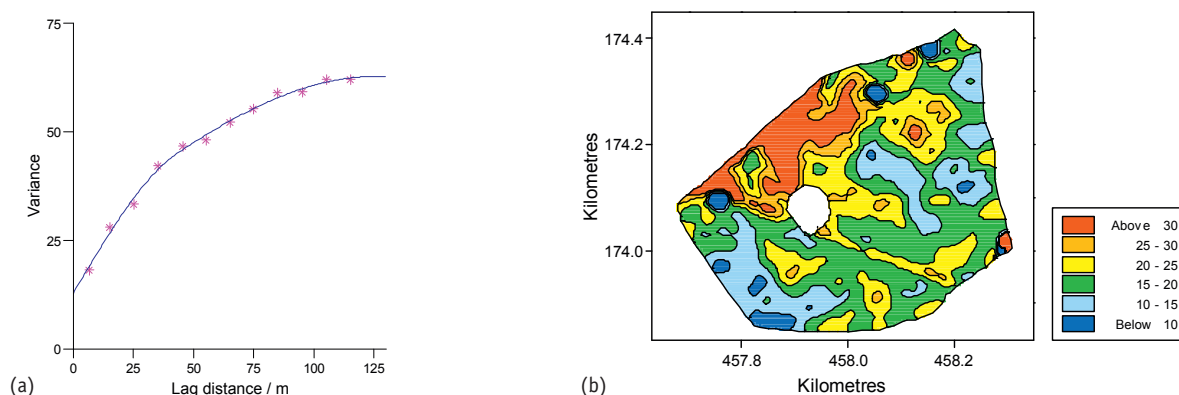 75
50
25
0
Variance
0 25 50 75 100 125
Lag distance / m
(a)
174.4
174.2
174.0
Kilometres
457.8 458.0 458.2
Kilometres
(b)
Above 30
25 - 30
20 - 25
15 - 20
10 - 15
Below 10